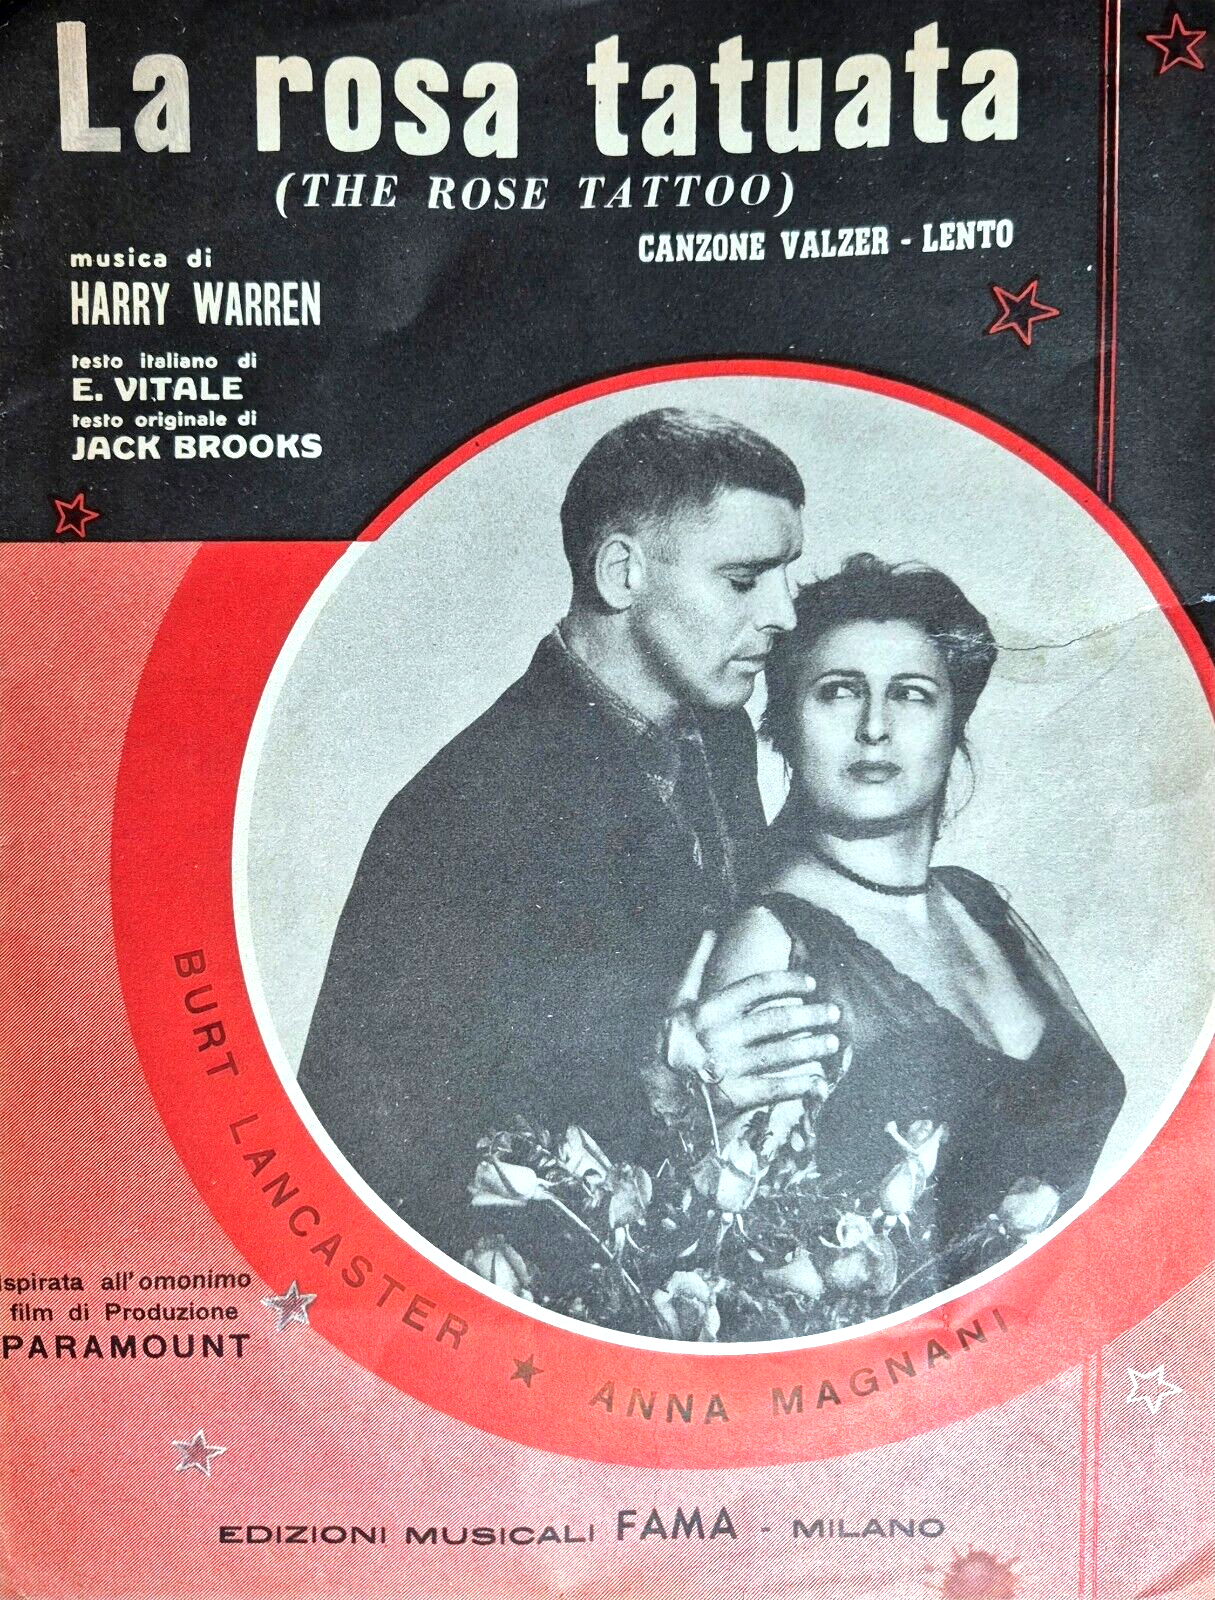 La rosa tatuata
(THE ROSE TATTOO)
CANZONE VALZER - LENTO
musica di
HARRY WARREN
testo italiano di
E. VITALE
testo originale di
JACK BROOKS
BURT LANCASTER ★ ANNA MAGNANI
Ispirata all'omonimo
film di Produzione
PARAMOUNT
EDIZIONI MUSICALI FAMA - MILANO